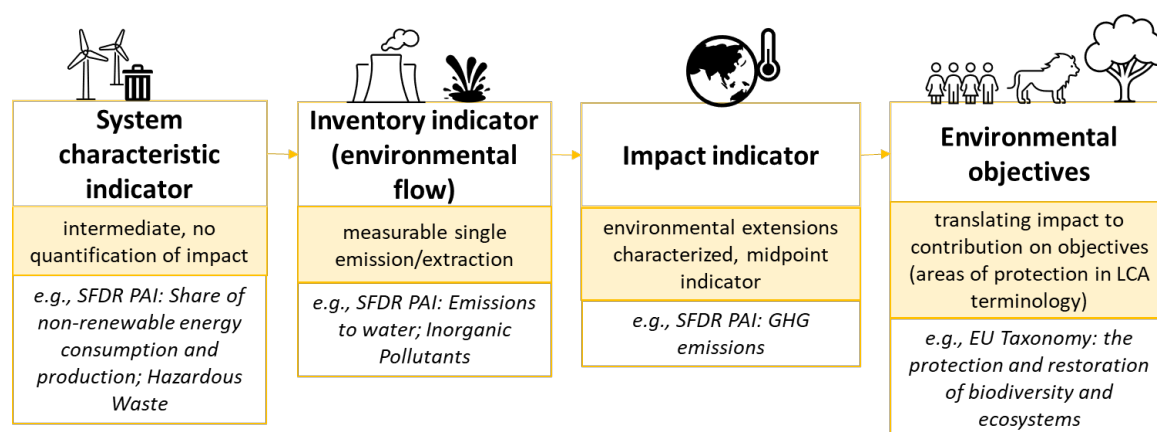 System
characteristic
indicator
intermediate, no
quantification of impact
e.g., SFDR PAI: Share of
non-renewable energy
consumption and
production; Hazardous
Waste
Inventory indicator
(environmental
flow)
measurable single
emission/extraction
e.g., SFDR PAI: Emissions
to water; Inorganic
Pollutants
Impact indicator
environmental extensions
characterized, midpoint
indicator
e.g., SFDR PAI: GHG
emissions
Environmental
objectives
translating impact to
contribution on objectives
(areas of protection in LCA
terminology)
e.g., EU Taxonomy: the
protection and restoration
of biodiversity and
ecosystems